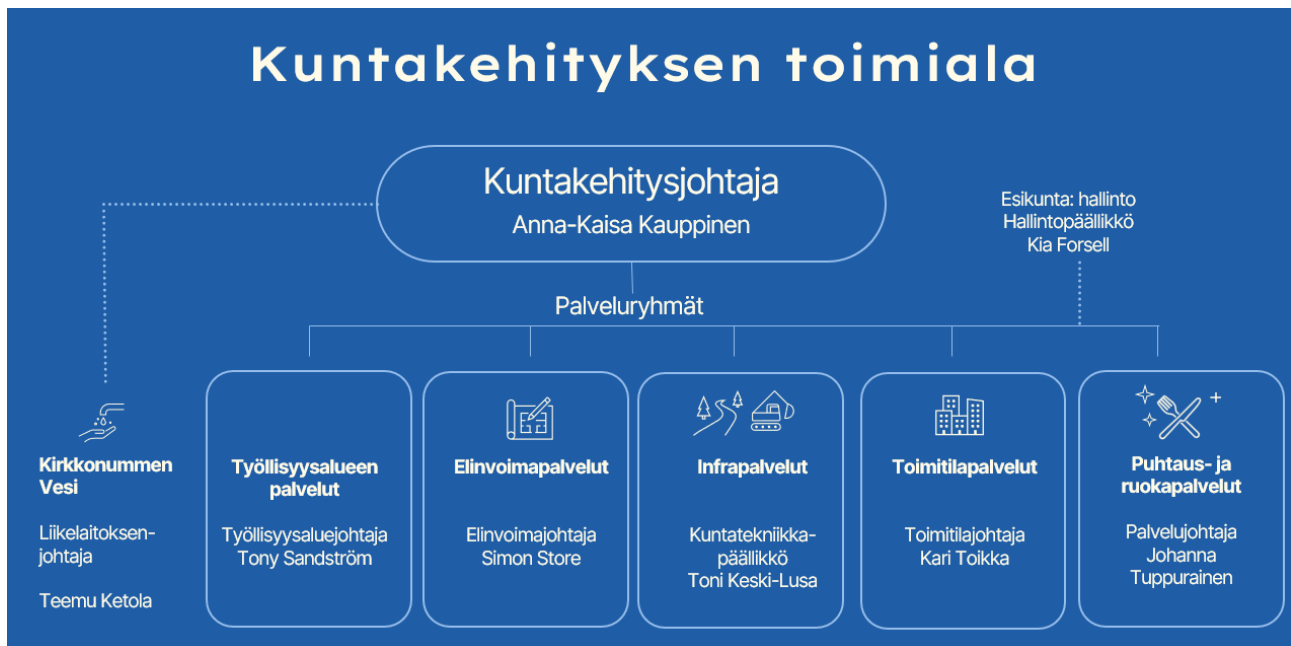 Kuntakehityksen toimiala
Kuntakehitysjohtaja
Anna-Kaisa Kauppinen
Esikunta: hallinto
Hallintopäällikkö
Kia Forsell
Palveluryhmät
Kirkkonummen
Vesi
Liikelaitoksen-
johtaja
Teemu Ketola
Työllisyysalueen
palvelut
Työllisyysaluejohtaja
Tony Sandström
Elinvoimapalvelut
Elinvoimajohtaja
Simon Store
Infrapalvelut
Kuntatekniikka-
päällikkö
Toni Keski-Lusa
Toimitilapalvelut
Toimitilajohtaja
Kari Toikka
Puhtaus- ja
ruokapalvelut
Palvelujohtaja
Johanna
Tuppurainen